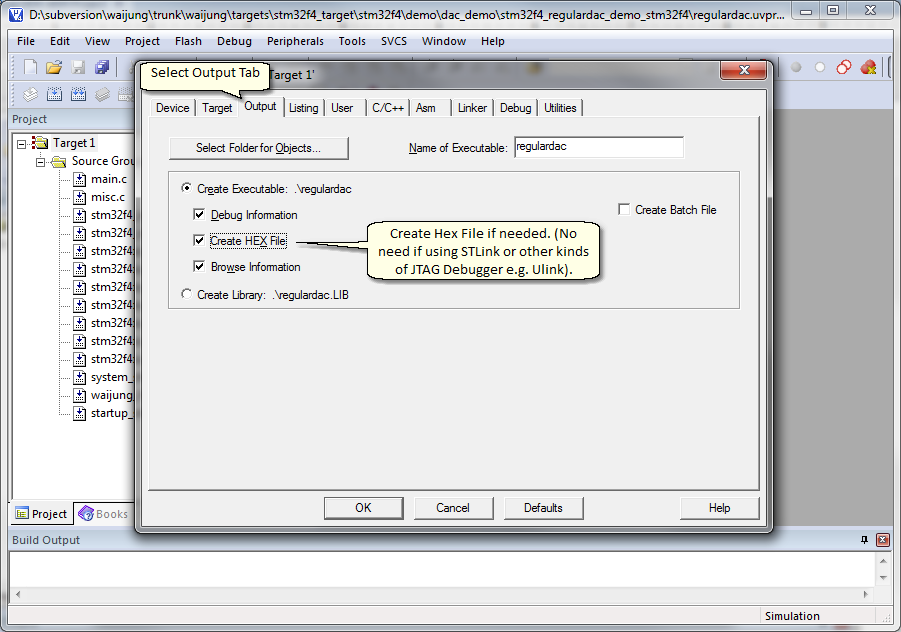 D:\subversion\waijung\trunk\waijung\targets\stm32f4_target\stm32f4\demo\dac_demo\stm32f4_regulardac_demo_stm32f4\regulardac.uvpr...
File Edit View Project Flash Debug Peripherals Tools SVCS Window Help
Select Output Tab
Target 1'
Project
Device Target Output Listing User C/C++ Asm Linker Debug Utilities
Target 1
Source Grou
main.c
misc.c
stm32f4_
stm32f4_
stm32f4:
stm32f4:
stm32f4:
stm32f4:
stm32f4:
stm32f4:
stm32f4:
system_
waijung_
startup_
Select Folder for Objects...
Name of Executable: regulardac
Create Executable: .\regulardac
Debug Information
Create Batch File
Create HEX File
Create Hex File if needed. (No
need if using STLink or other kinds
of JTAG Debugger e.g. Ulink).
Browse Information
Create Library: .\regulardac.LIB
OK Cancel Defaults Help
Project Books
Build Output
Simulation